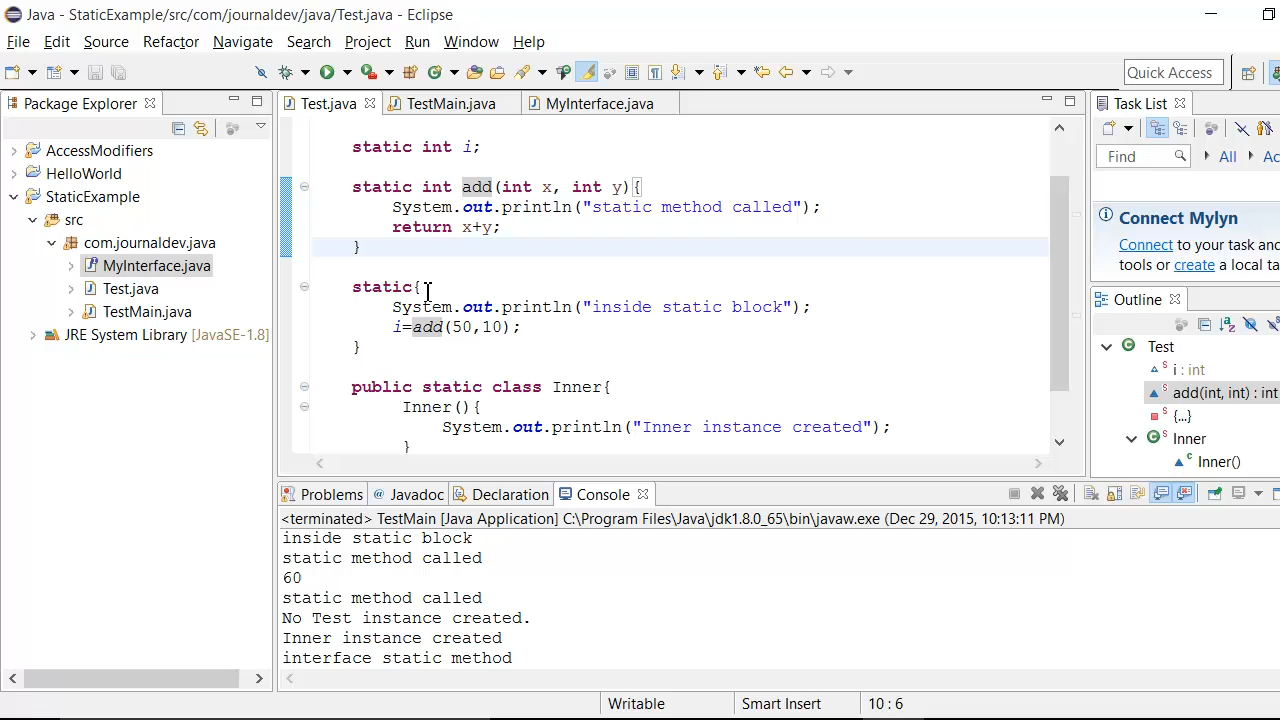 Java - StaticExample/src/com/journaldev/java/Test.java - Eclipse
File Edit Source Refactor Navigate Search Project Run Window Help
Quick Access
Package Explorer
AccessModifiers
HelloWorld
StaticExample
src
com.journaldev.java
MyInterface.java
Test.java
TestMain.java
JRE System Library [JavaSE-1.8]
Test.java TestMain.java MyInterface.java
static int i;
static int add(int x, int y){
System.out.println("static method called");
return x+y;
}
static{
System.out.println("inside static block");
i=add(50,10);
}
public static class Inner{
Inner(){
System.out.println("Inner instance created");
}
Task List
Find All Ac
Connect Mylyn
Connect to your task and
tools or create a local ta
Outline
Test
i : int
add(int, int) : int
{...}
Inner
Inner()
Problems @ Javadoc Declaration Console
<terminated> TestMain [Java Application] C:\Program Files\Java\jdk1.8.0_65\bin\javaw.exe (Dec 29, 2015, 10:13:11 PM)
inside static block
static method called
60
static method called
No Test instance created.
Inner instance created
interface static method
Writable Smart Insert 10 : 6